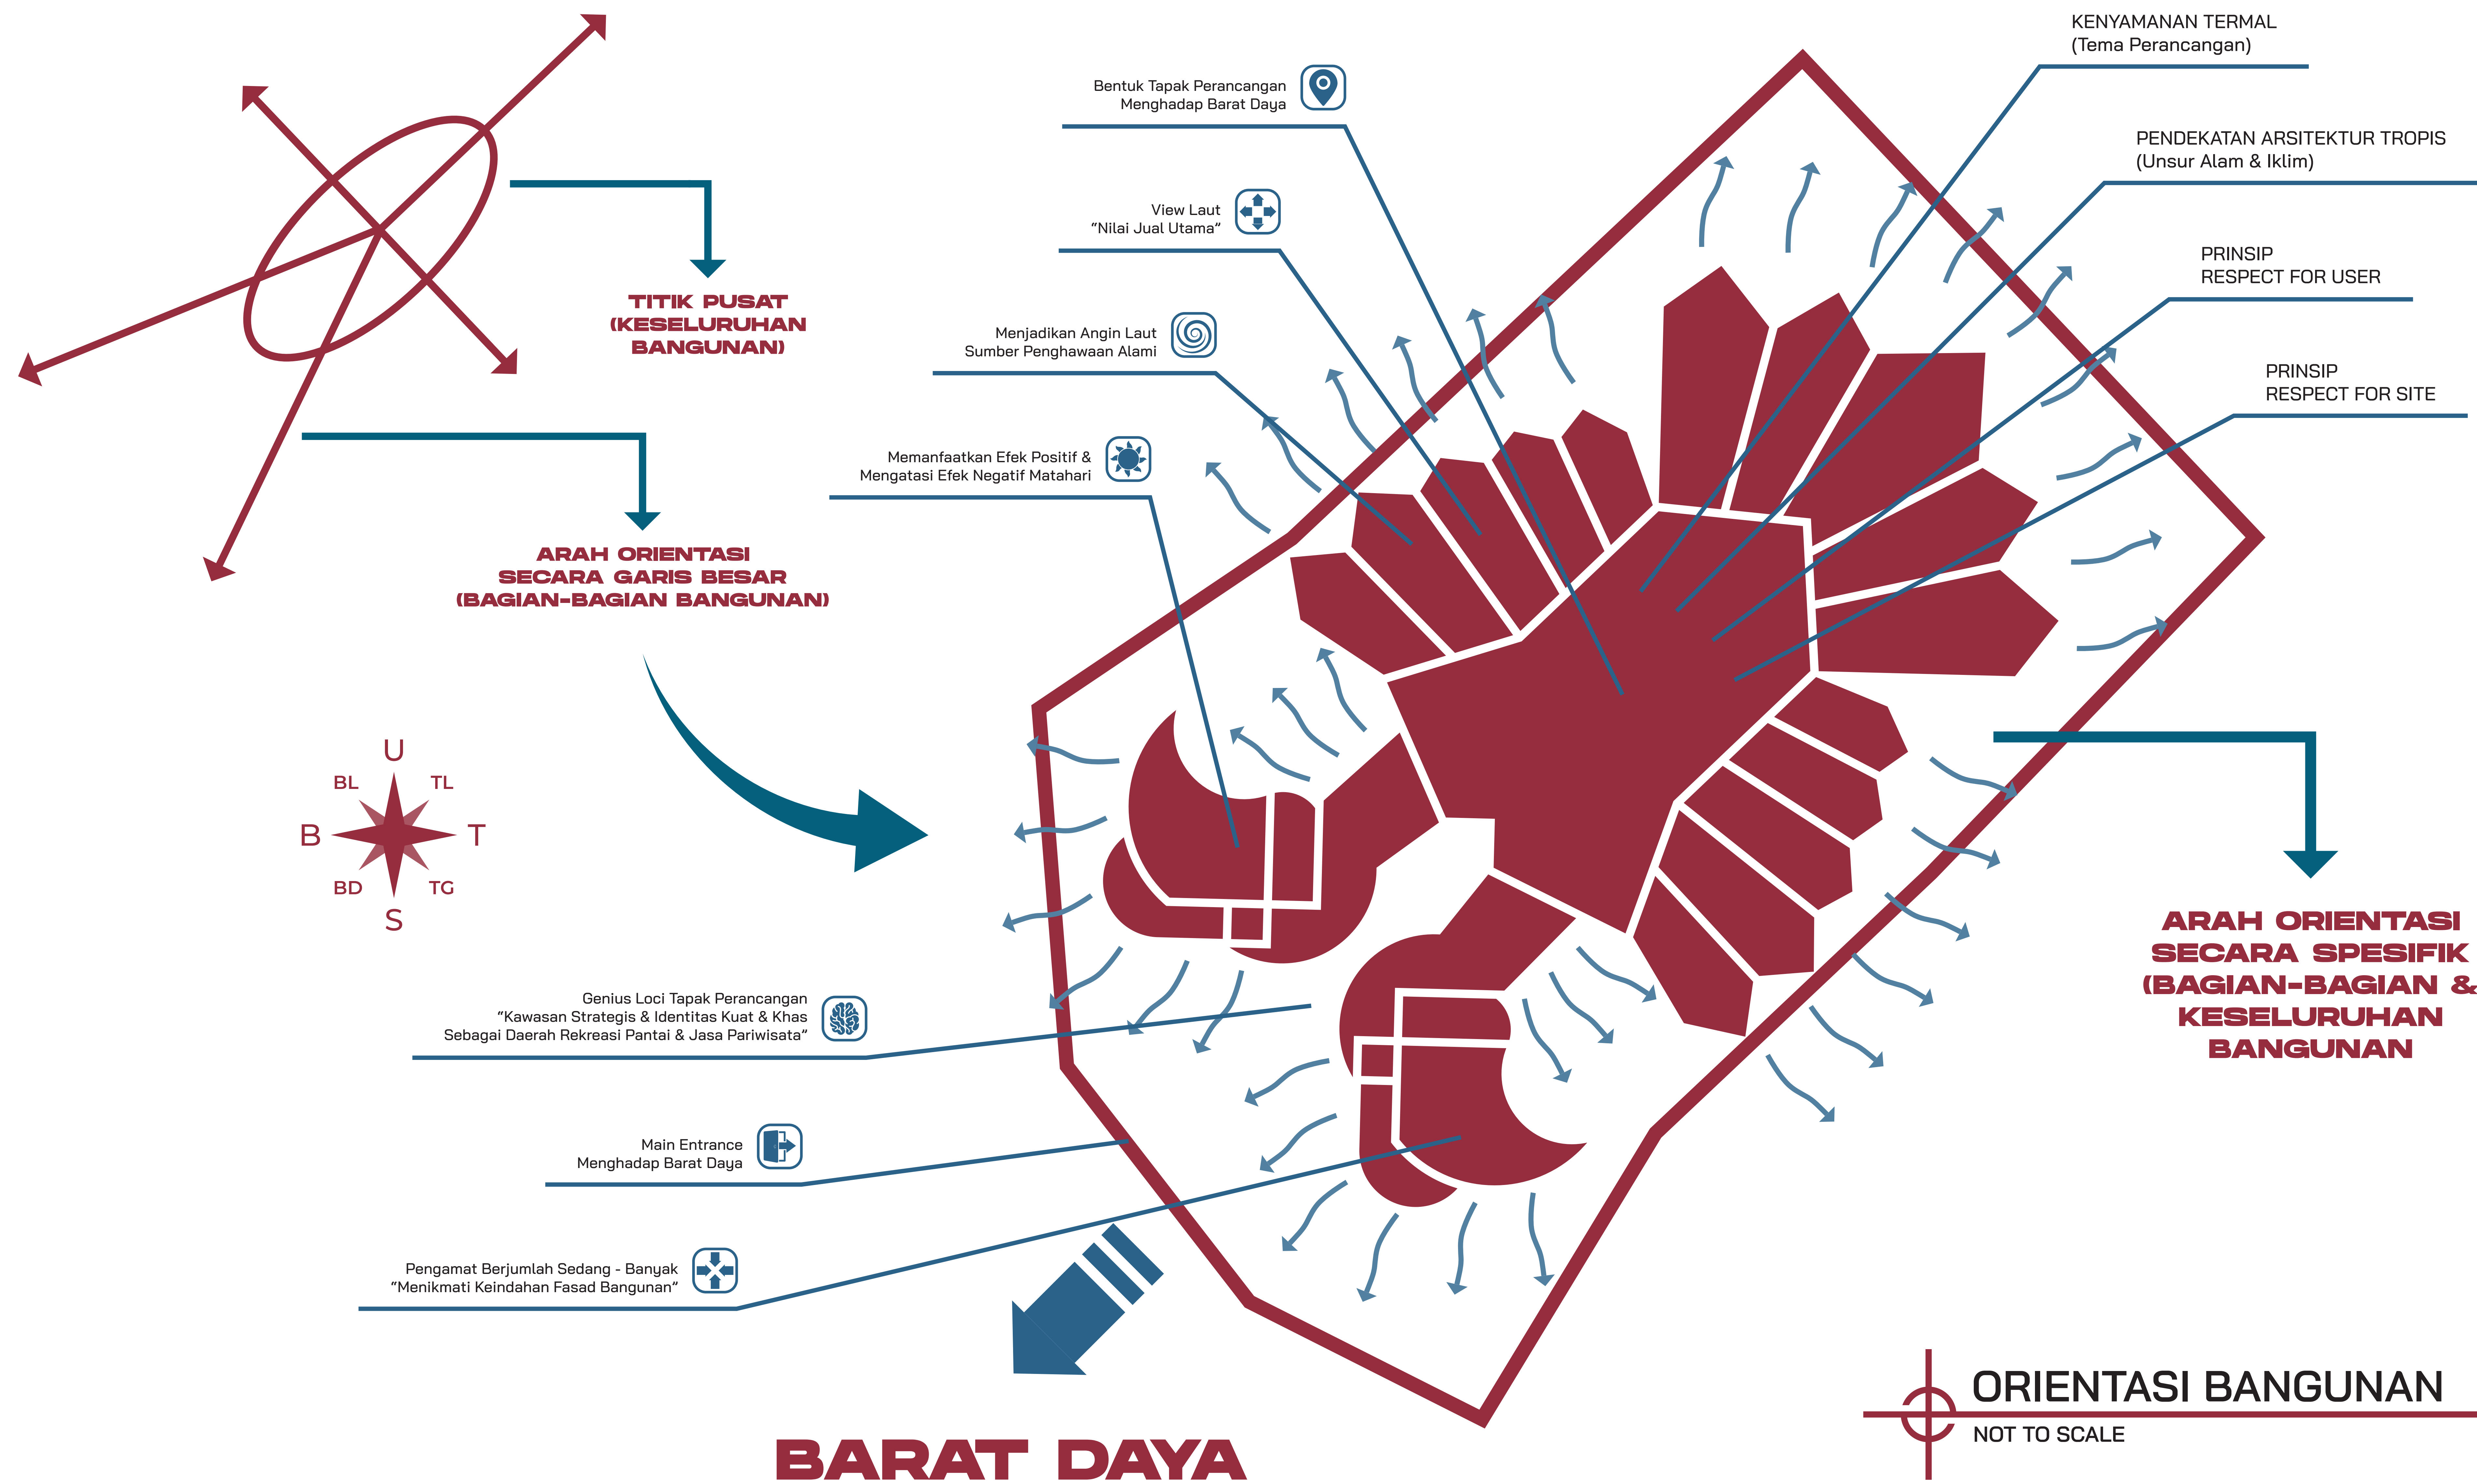 KENYAMANAN TERMAL
(Tema Perancangan)
Bentuk Tapak Perancangan
Menghadap Barat Daya
PENDEKATAN ARSITEKTUR TROPIS
(Unsur Alam & Iklim)
View Laut
“Nilai Jual Utama”
PRINSIP
RESPECT FOR USER
TITIK PUSAT
(KESELURUHAN
BANGUNAN)
Menjadikan Angin Laut
Sumber Penghawaan Alami
PRINSIP
RESPECT FOR SITE
Memanfaatkan Efek Positif &
Mengatasi Efek Negatif Matahari
ARAH ORIENTASI
SECARA GARIS BESAR
(BAGIAN-BAGIAN BANGUNAN)
U
BL TL
B T
BD TG
S
ARAH ORIENTASI
SECARA SPESIFIK
(BAGIAN-BAGIAN &
KESELURUHAN
BANGUNAN
Genius Loci Tapak Perancangan
“Kawasan Strategis & Identitas Kuat & Khas
Sebagai Daerah Rekreasi Pantai & Jasa Pariwisata”
Main Entrance
Menghadap Barat Daya
Pengamat Berjumlah Sedang - Banyak
“Menikmati Keindahan Fasad Bangunan”
BARAT DAYA
ORIENTASI BANGUNAN
NOT TO SCALE